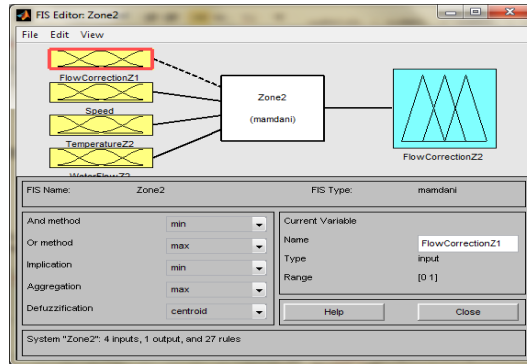 FIS Editor: Zone2
File Edit View
FlowCorrectionZ1
Speed
TemperatureZ2
WaterFlowZ2
Zone2
(mamdani)
FlowCorrectionZ2
FIS Name: Zone2 FIS Type: mamdani
And method min
Or method max
Implication min
Aggregation max
Defuzzification centroid
Current Variable
Name FlowCorrectionZ1
Type input
Range [0 1]
Help Close
System "Zone2": 4 inputs, 1 output, and 27 rules